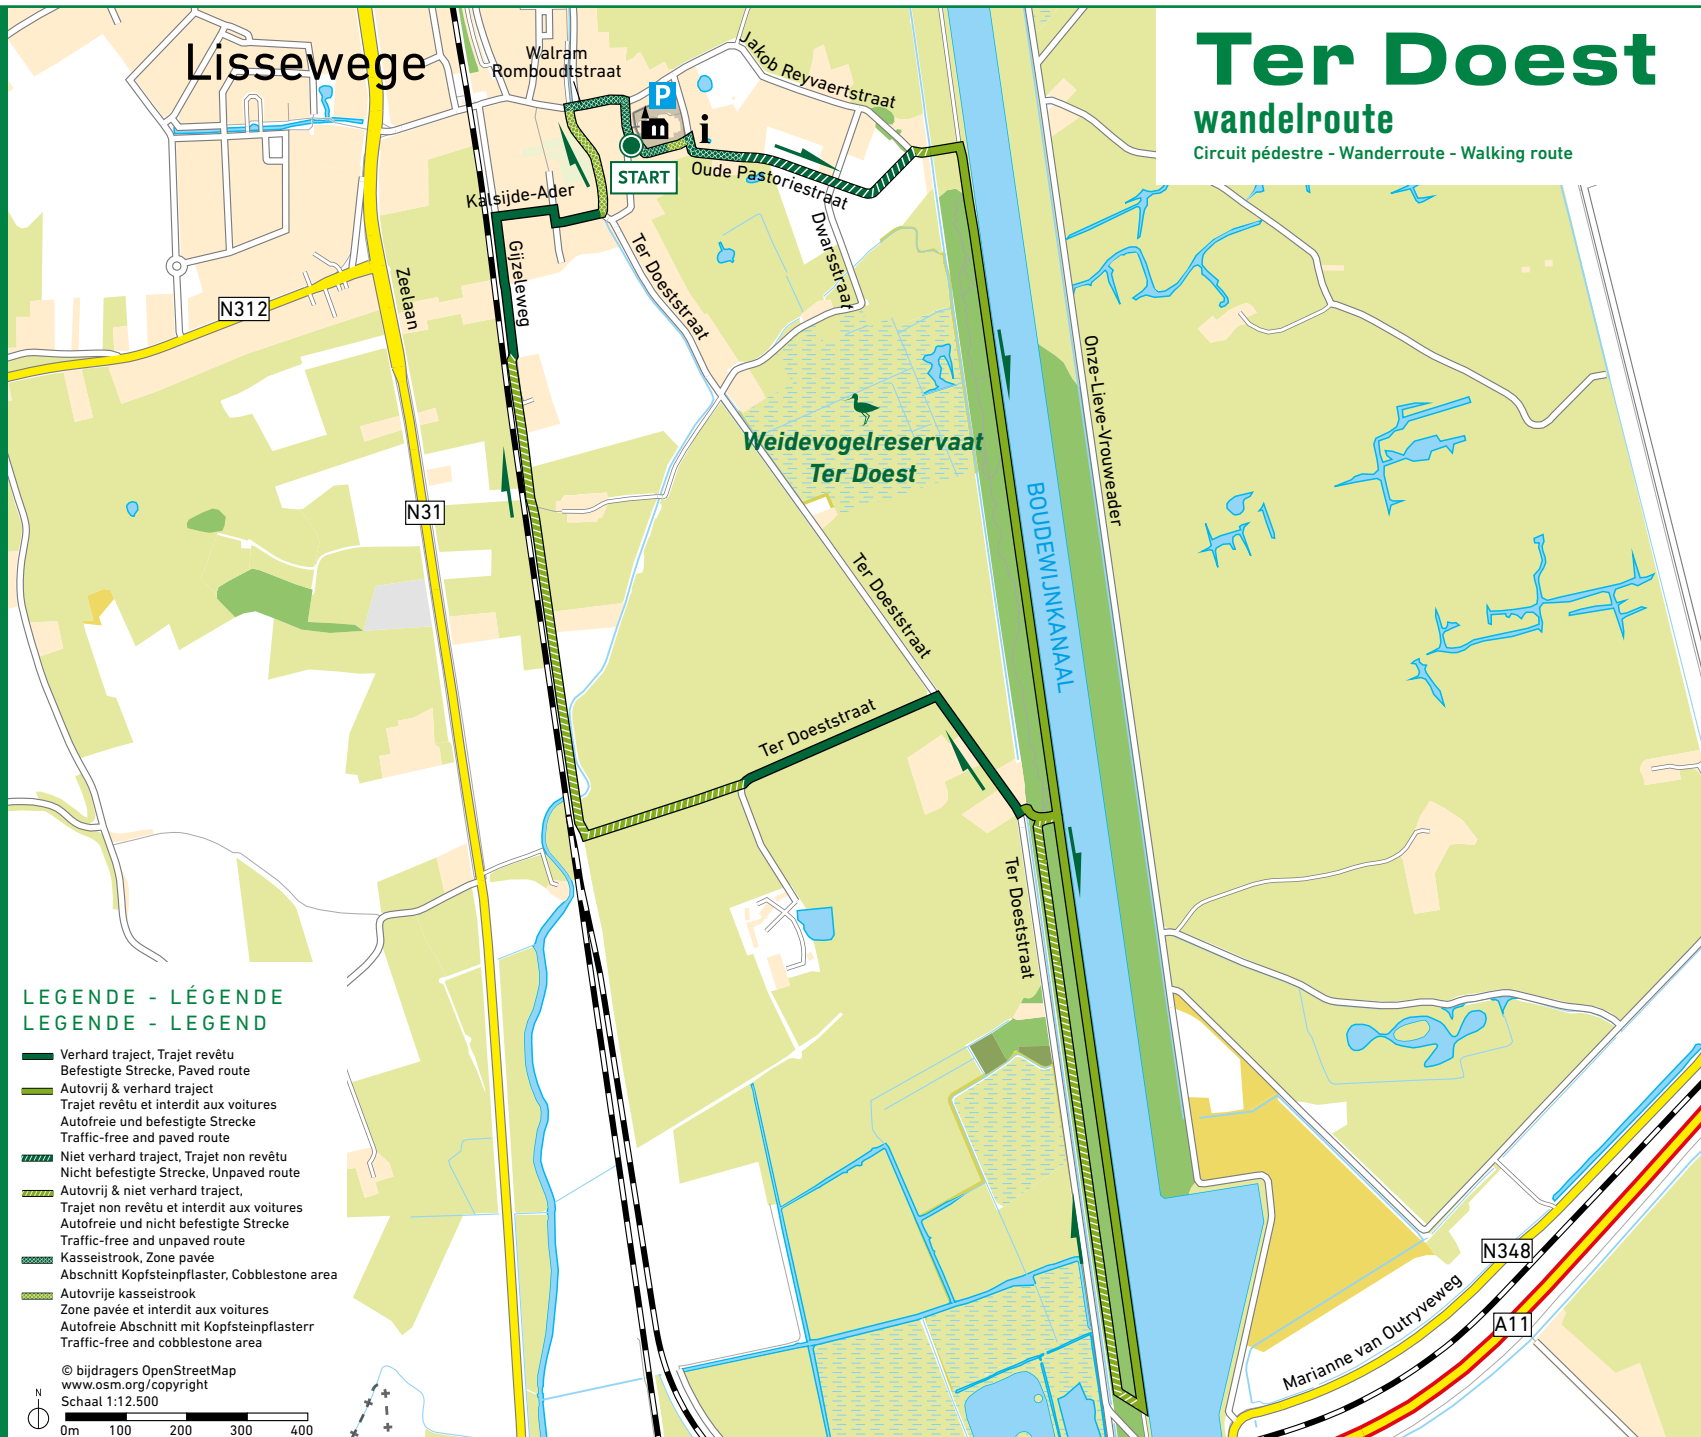 Ter Doest
wandelroute
Circuit pédestre - Wanderroute - Walking route
Lissewege
Walram
Romboudtstraat
Jakob Reyvaertstraat
P
i
START
Oude Pastoriestraat
Kalsijde-Ader
Gijzeleweg
Ter Doeststraat
Dwarsstraat
Zeelaan
N312
N31
Onze-Lieve-Vrouweader
Weidevogelreservaat
Ter Doest
BOUDEWIJNKANAAL
Ter Doeststraat
Ter Doeststraat
Ter Doeststraat
N348
A11
Marianne van Outryveweg
LEGENDE - LÉGENDE
LEGENDE - LEGEND
Verhard traject, Trajet revêtu
Befestigte Strecke, Paved route
Autovrij & verhard traject
Trajet revêtu et interdit aux voitures
Autofreie und befestigte Strecke
Traffic-free and paved route
Niet verhard traject, Trajet non revêtu
Nicht befestigte Strecke, Unpaved route
Autovrij & niet verhard traject,
Trajet non revêtu et interdit aux voitures
Autofreie und nicht befestigte Strecke
Traffic-free and unpaved route
Kasseistrook, Zone pavée
Abschnitt Kopfsteinpflaster, Cobblestone area
Autovrije kasseistrook
Zone pavée et interdit aux voitures
Autofreie Abschnitt mit Kopfsteinpflasterr
Traffic-free and cobblestone area
© bijdragers OpenStreetMap
www.osm.org/copyright
Schaal 1:12.500
N
0m 100 200 300 400